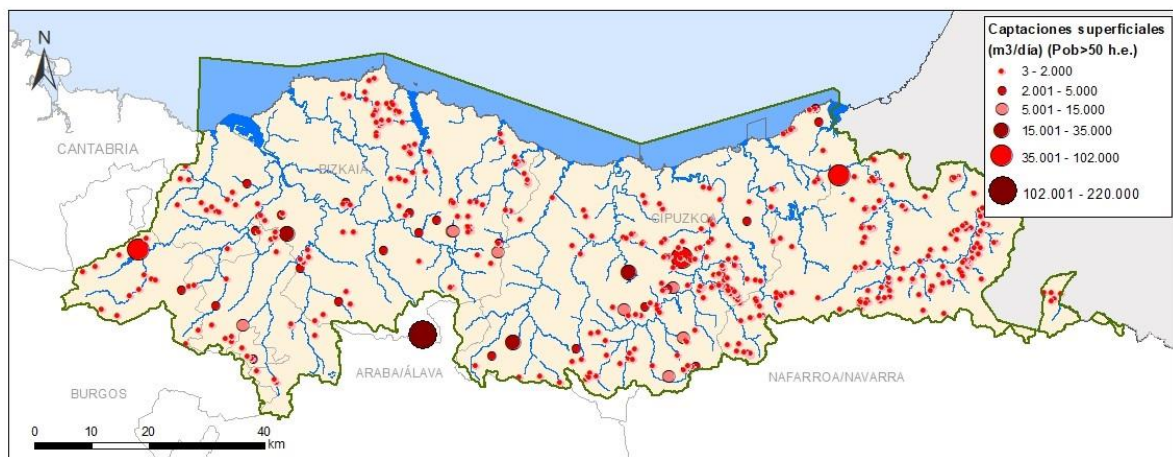 N
CANTABRIA
BIZKAIA
GIPUZKOA
BURGOS
ARABA/ÁLAVA
NAFARROA/NAVARRA
0 10 20 40
km
Captaciones superficiales
(m3/día) (Pob>50 h.e.)
3 - 2.000
2.001 - 5.000
5.001 - 15.000
15.001 - 35.000
35.001 - 102.000
102.001 - 220.000